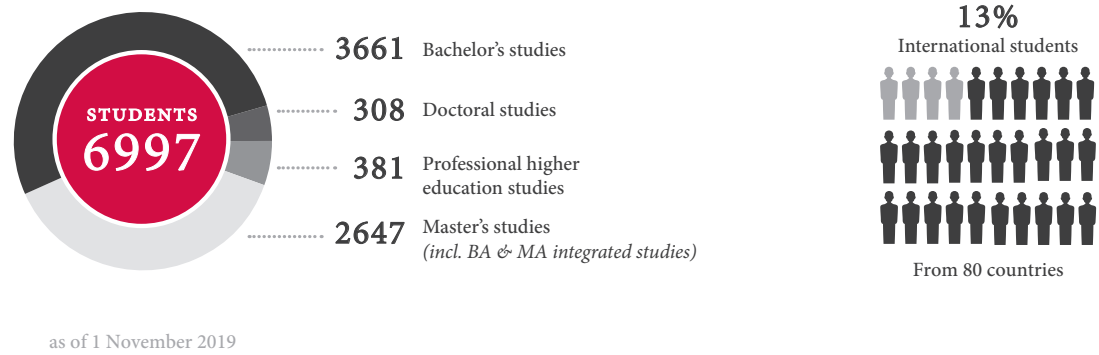 STUDENTS
6997
3661 Bachelor's studies
308 Doctoral studies
381 Professional higher
education studies
2647 Master's studies
(incl. BA & MA integrated studies)
13%
International students
From 80 countries
as of 1 November 2019